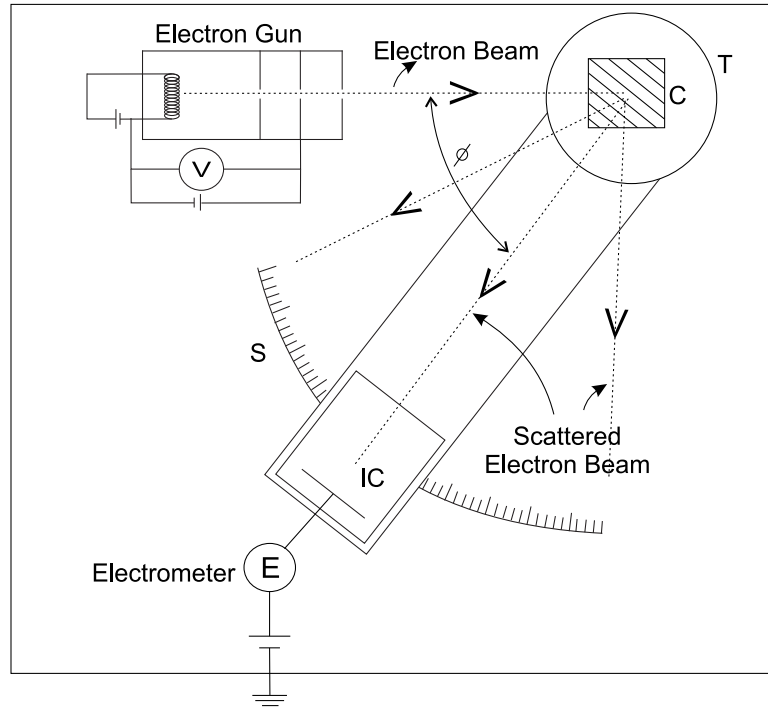 Electron Gun
Electron Beam
T
C
V
ϕ
S
Scattered
Electron Beam
IC
Electrometer
E